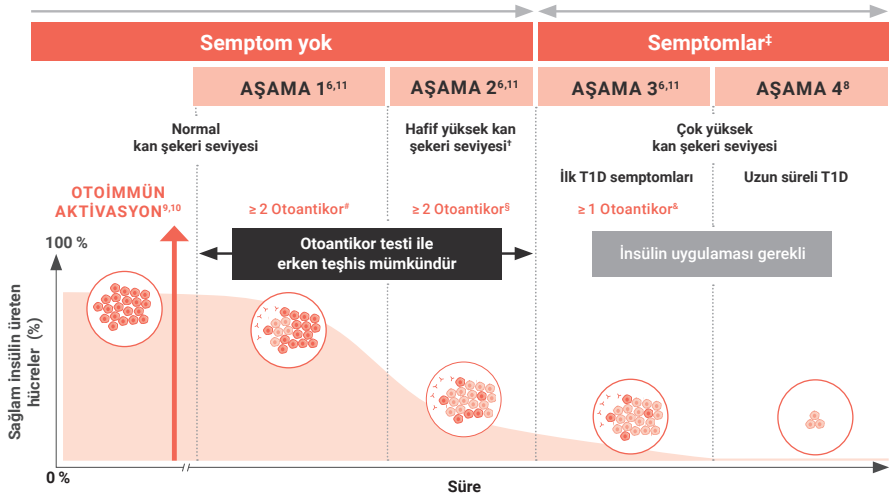 Semptom yok
Semptomlar‡
AŞAMA 1⁶,¹¹
AŞAMA 2⁶,¹¹
AŞAMA 3⁶,¹¹
AŞAMA 4⁸
Normal
kan şekeri seviyesi
Hafif yüksek kan
şekeri seviyesi†
Çok yüksek
kan şekeri seviyesi
İlk T1D semptomları
Uzun süreli T1D
OTOİMMÜN
AKTİVASYON⁹,¹⁰
≥ 2 Otoantikor#
≥ 2 Otoantikor§
≥ 1 Otoantikor&
100 %
Otoantikor testi ile
erken teşhis mümkündür
İnsülin uygulaması gerekli
Sağlam insülin üreten
hücreler (%)
0 %
Süre